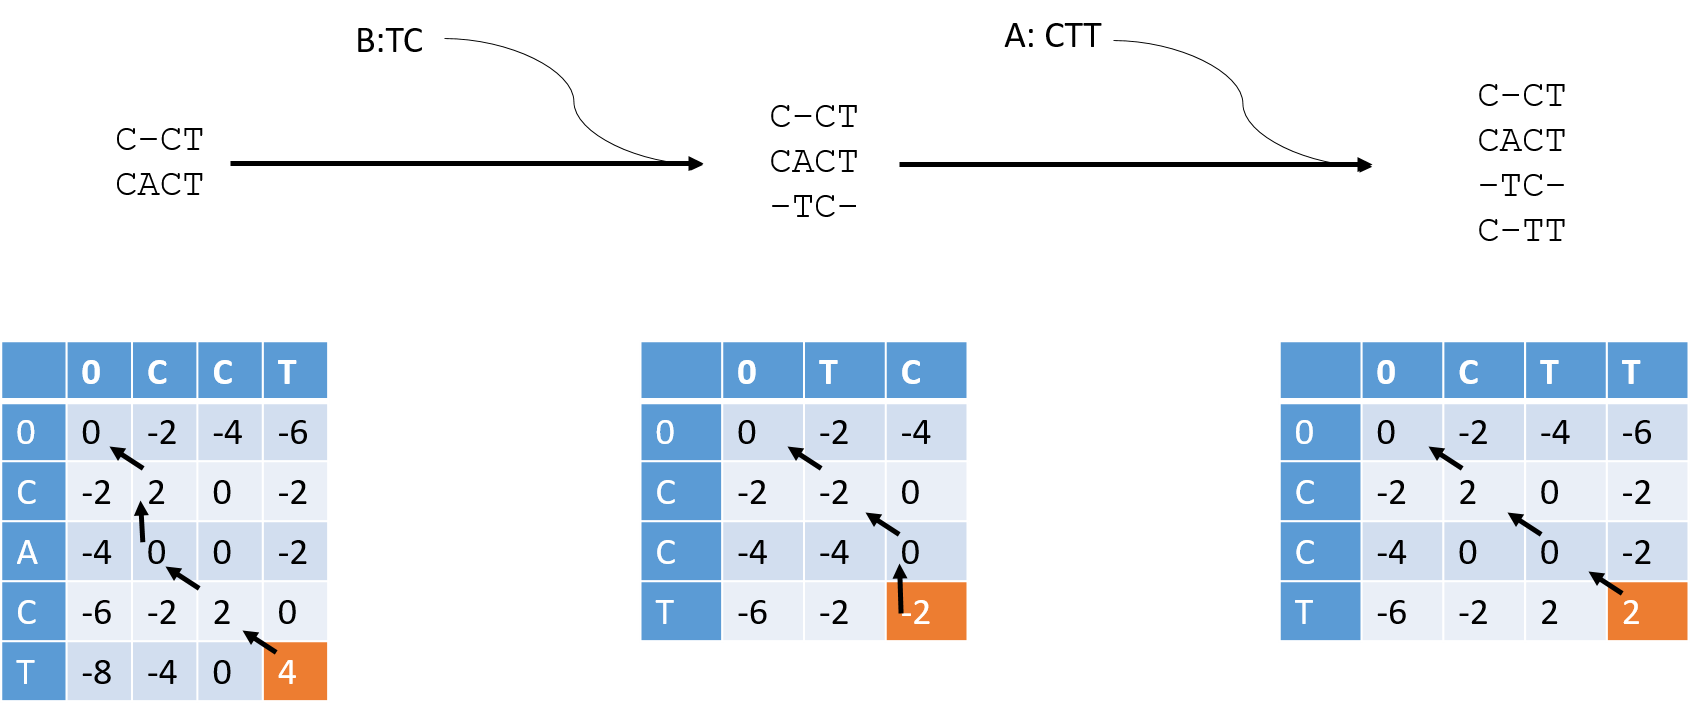 B:TC
A: CTT
C-CT
CACT
C-CT
CACT
-TC-
C-CT
CACT
-TC-
C-TT
0 C C T
0 0 -2 -4 -6
C -2 2 0 -2
A -4 0 0 -2
C -6 -2 2 0
T -8 -4 0 4
0 T C
0 0 -2 -4
C -2 -2 0
C -4 -4 0
T -6 -2 -2
0 C T T
0 0 -2 -4 -6
C -2 2 0 -2
C -4 0 0 -2
T -6 -2 2 2